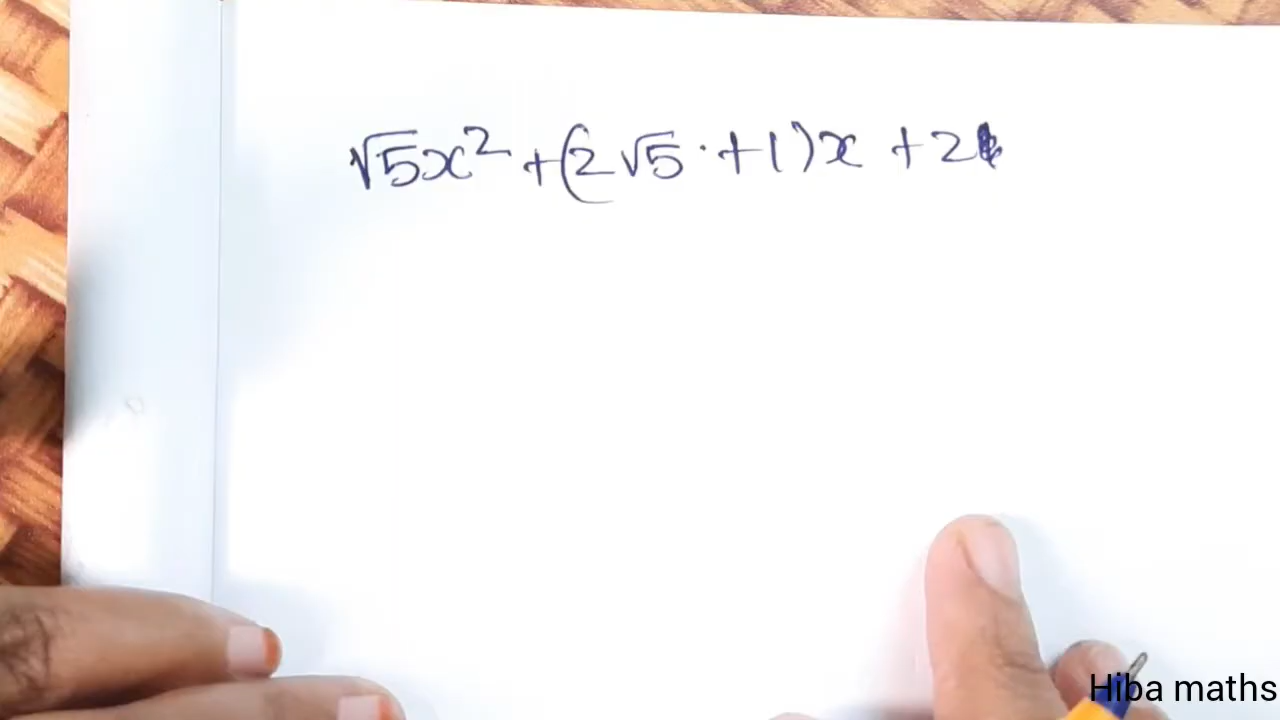 √5x² + (2√5 · + 1)x + 2
Hiba maths